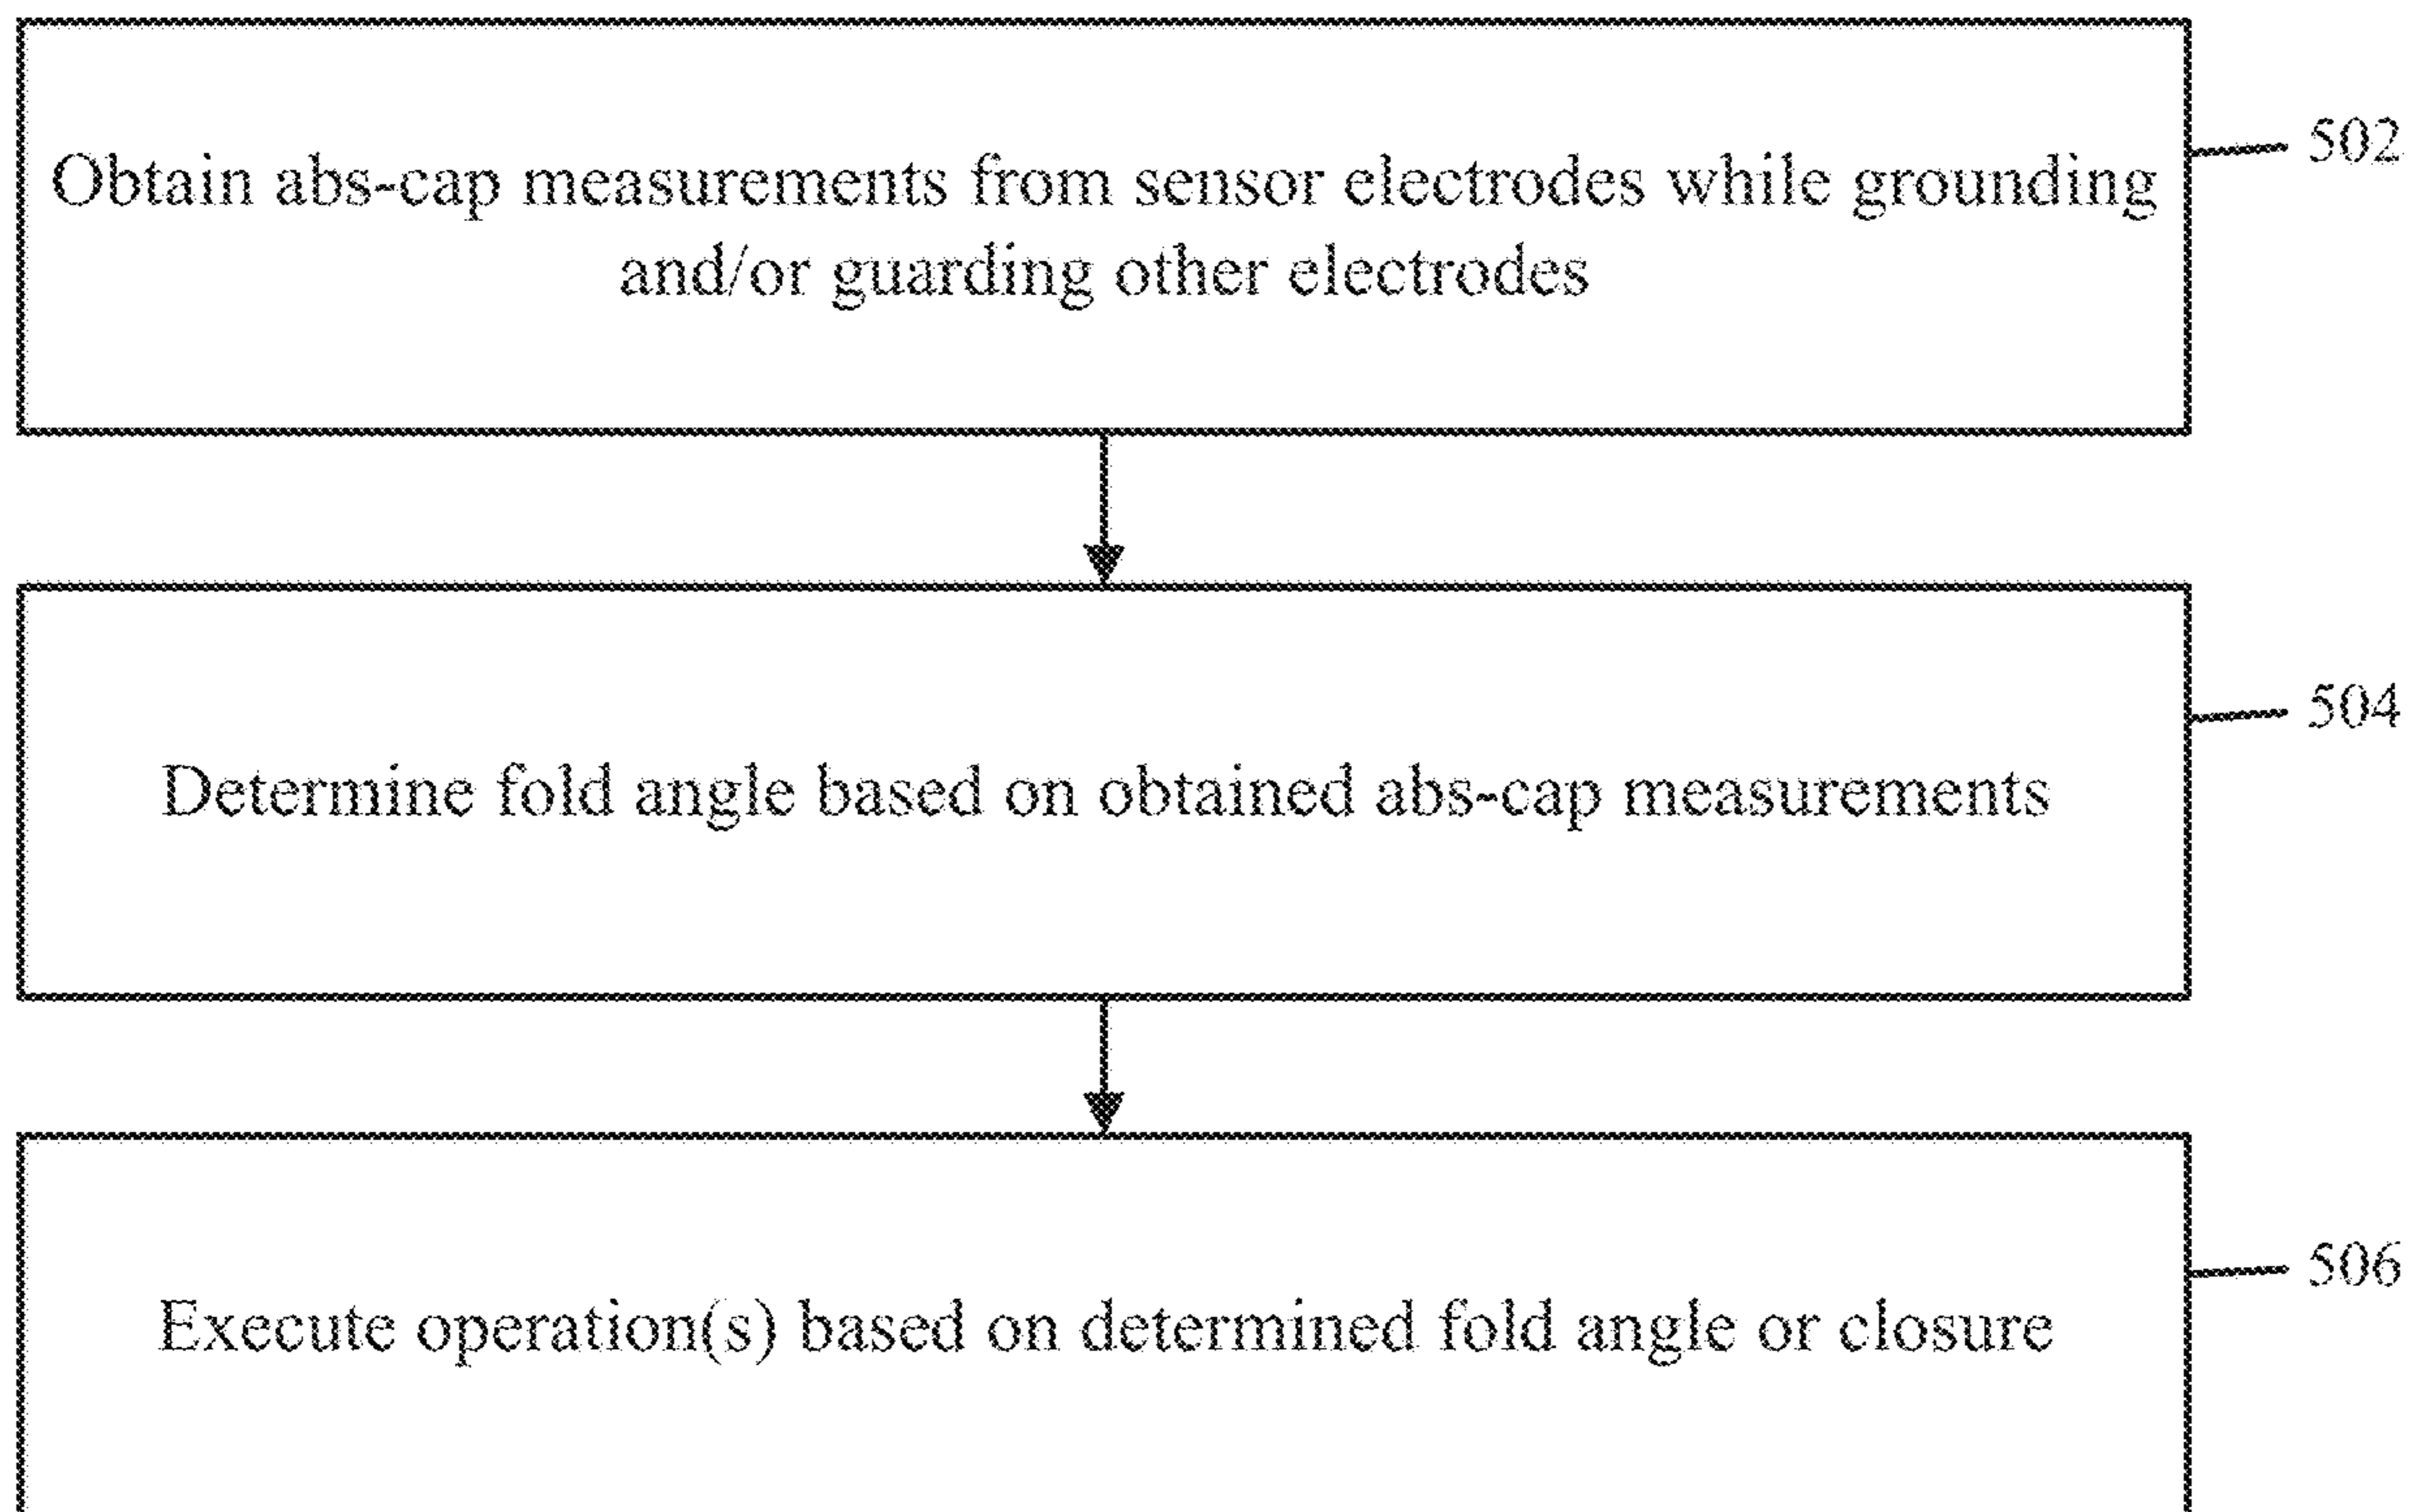 Obtain abs-cap measurements from sensor electrodes while grounding
and/or guarding other electrodes
502
Determine fold angle based on obtained abs-cap measurements
504
Execute operation(s) based on determined fold angle or closure
506